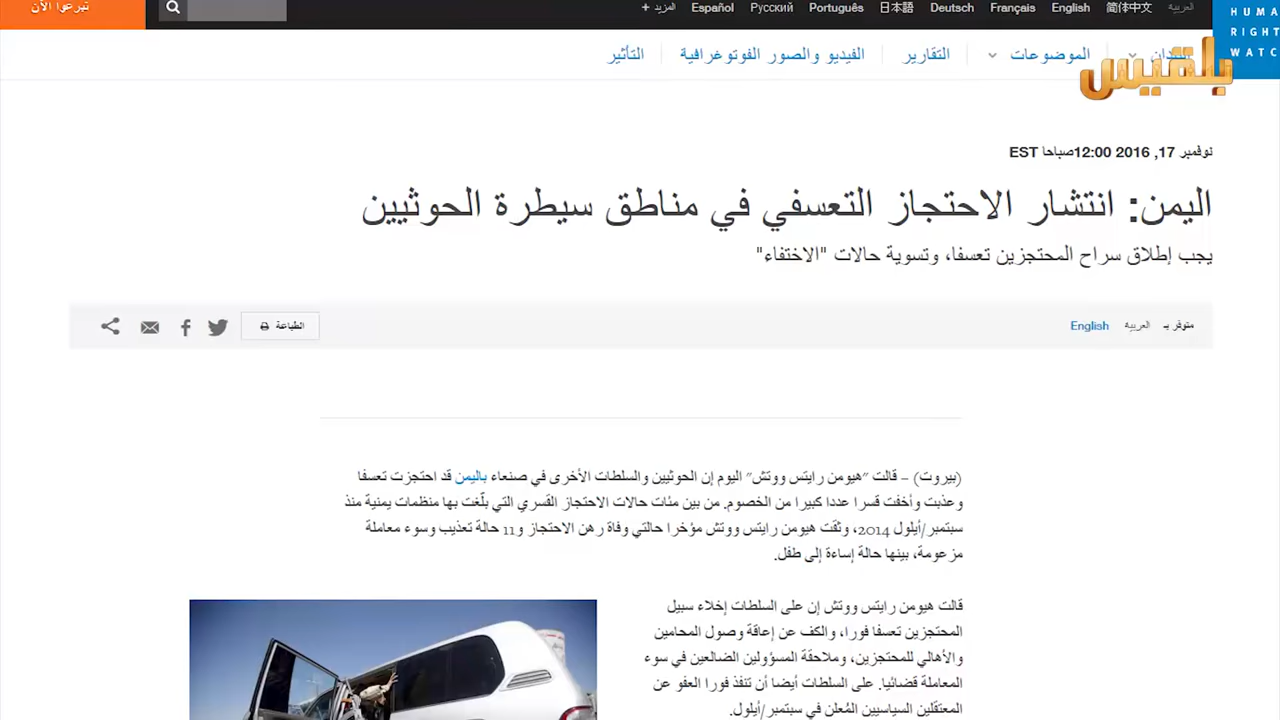 تبرعوا الآن
المزيد + Español Русский Português 日本語 Deutsch Français English 简体中文 العربية
HUMA
RIGHT
WATC
الموضوعات التقارير الفيديو والصور الفوتوغرافية التأثير
بلقيس
نوفمبر 17, 2016 12:00صباحا EST
اليمن: انتشار الاحتجاز التعسفي في مناطق سيطرة الحوثيين
يجب إطلاق سراح المحتجزين تعسفا، وتسوية حالات "الاختفاء"
متوفر بـ العربية English
الطباعة
(بيروت) – قالت "هيومن رايتس ووتش" اليوم إن الحوثيين والسلطات الأخرى في صنعاء باليمن قد احتجزت تعسفا
وعذبت وأخفت قسرا عددا كبيرا من الخصوم. من بين مئات حالات الاحتجاز القسري التي بلّغت بها منظمات يمنية منذ
سبتمبر/أيلول 2014، وثقت هيومن رايتس ووتش مؤخرا حالتي وفاة رهن الاحتجاز و11 حالة تعذيب وسوء معاملة
مزعومة، بينها حالة إساءة إلى طفل.
قالت هيومن رايتس ووتش إن على السلطات إخلاء سبيل
المحتجزين تعسفا فورا، والكف عن إعاقة وصول المحامين
والأهالي للمحتجزين، وملاحقة المسؤولين الضالعين في سوء
المعاملة قضائيا. على السلطات أيضا أن تنفذ فورا العفو عن
المعتقلين السياسيين المُعلن في سبتمبر/أيلول.